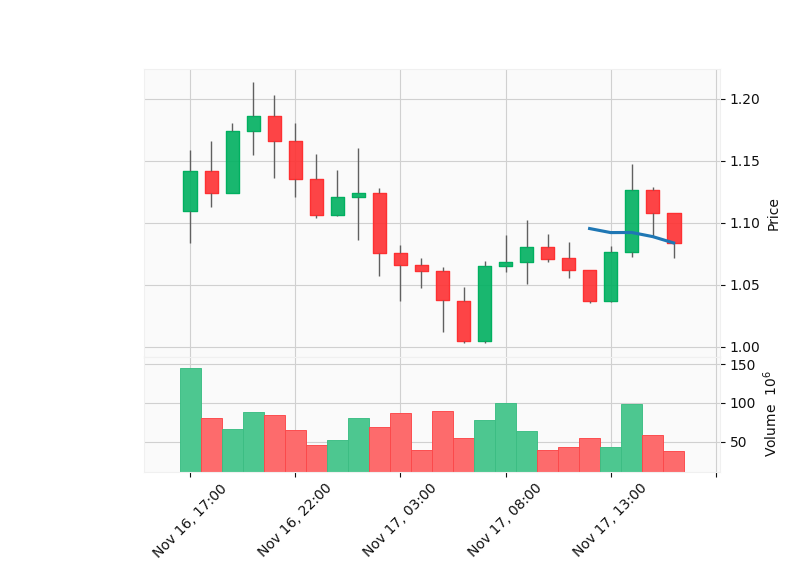 1.20
1.15
1.10
1.05
1.00
Price
150
100
50
Volume 10^6
Nov 16, 17:00
Nov 16, 22:00
Nov 17, 03:00
Nov 17, 08:00
Nov 17, 13:00